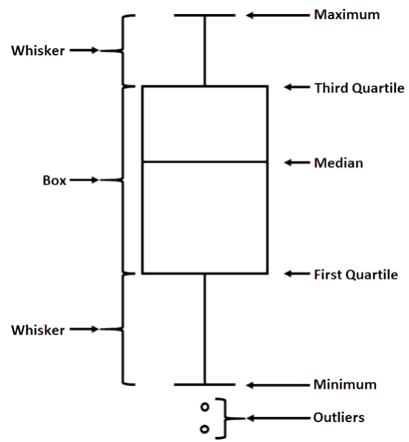 Maximum
Whisker
Third Quartile
Median
Box
First Quartile
Whisker
Minimum
Outliers